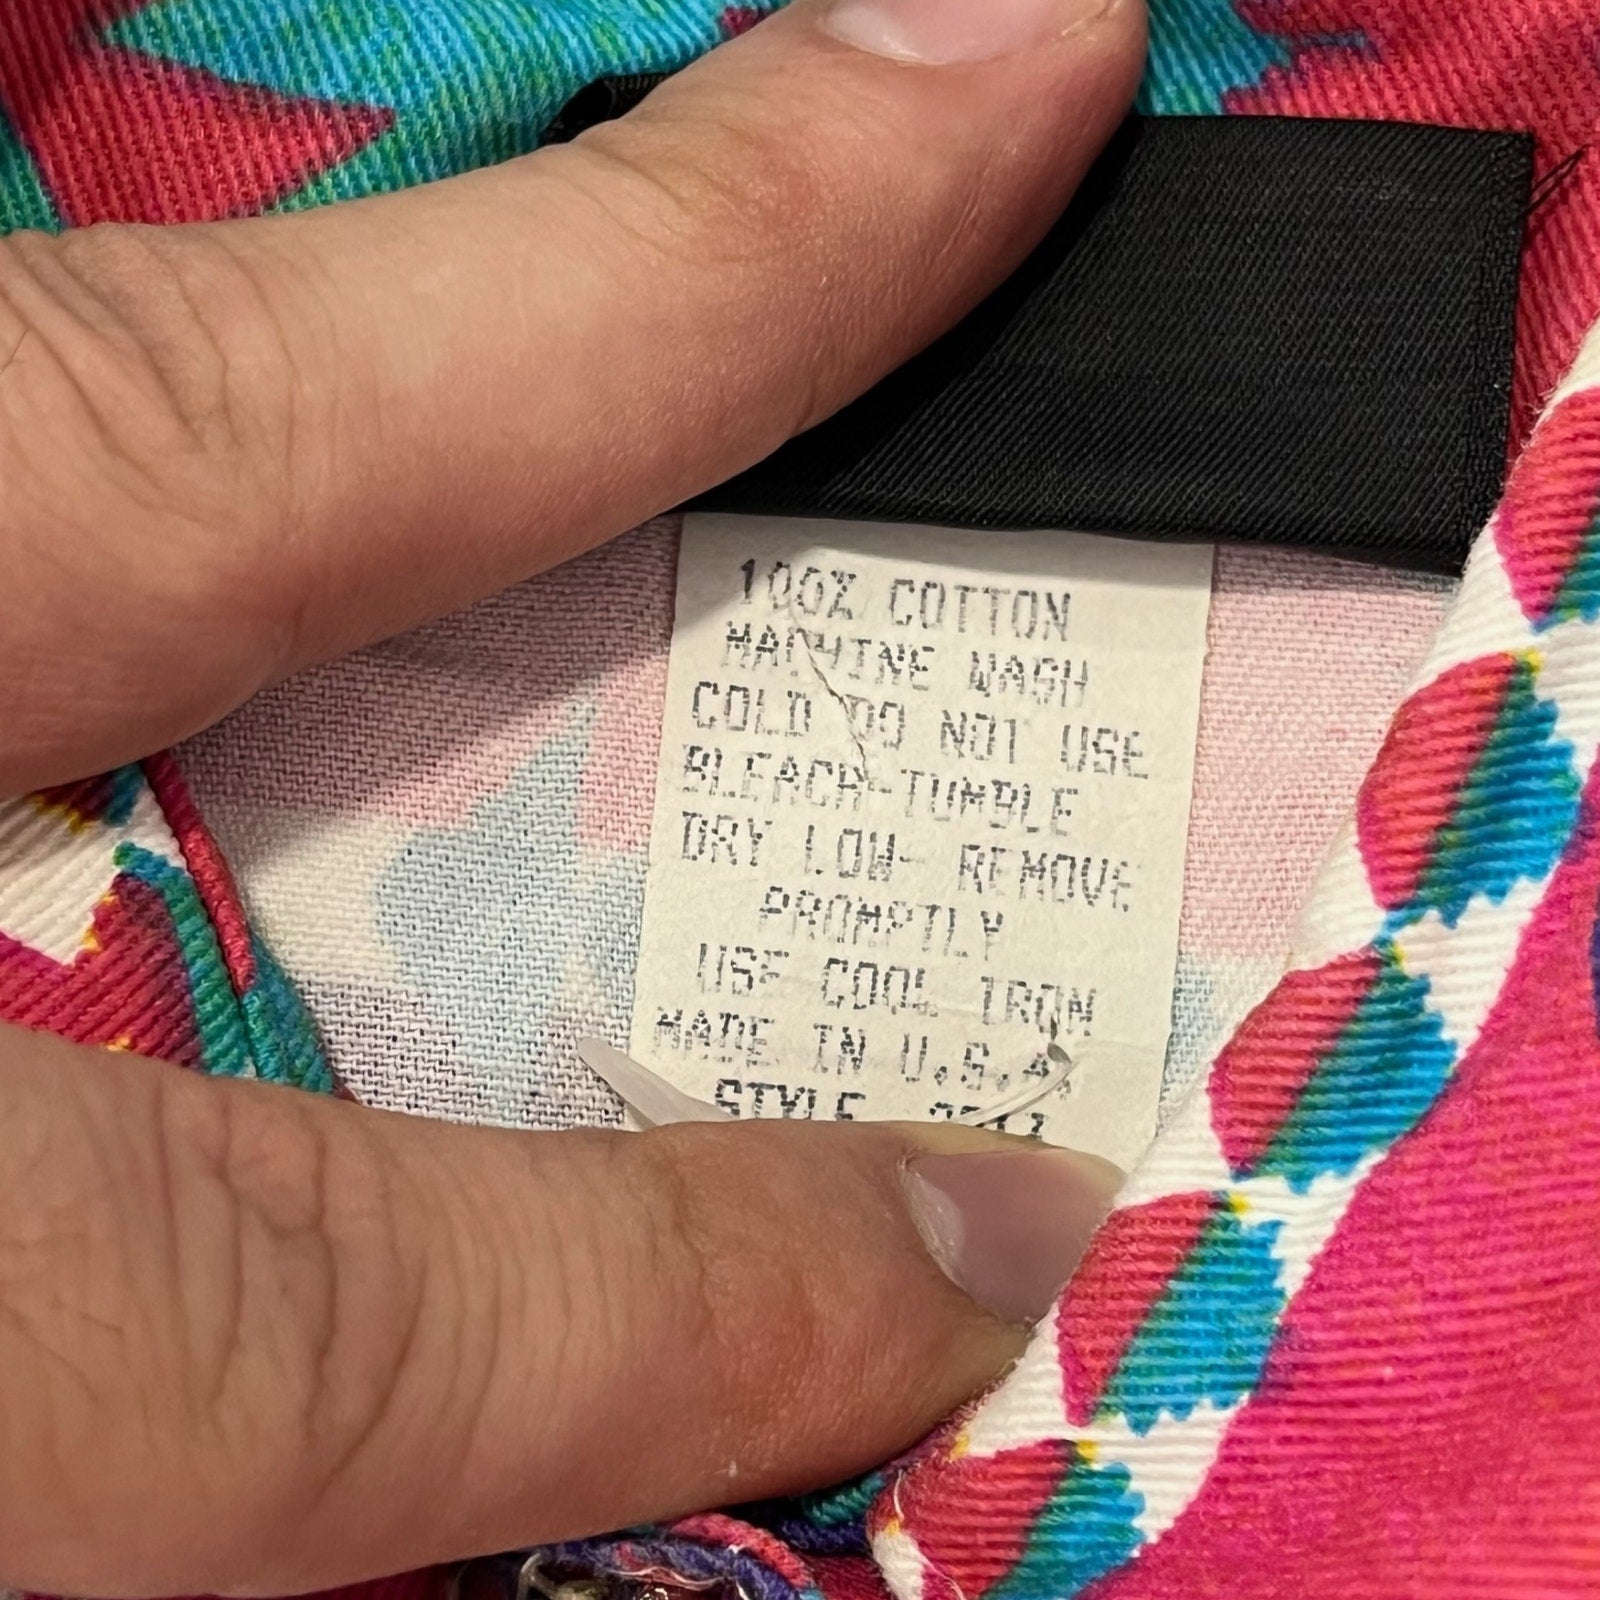 100% COTTON
MACHINE WASH
COLD DO NOT USE
BLEACH-TUMBLE
DRY LOW- REMOVE
PROMPTLY
USE COOL IRON
MADE IN U.S.A.
STYLE